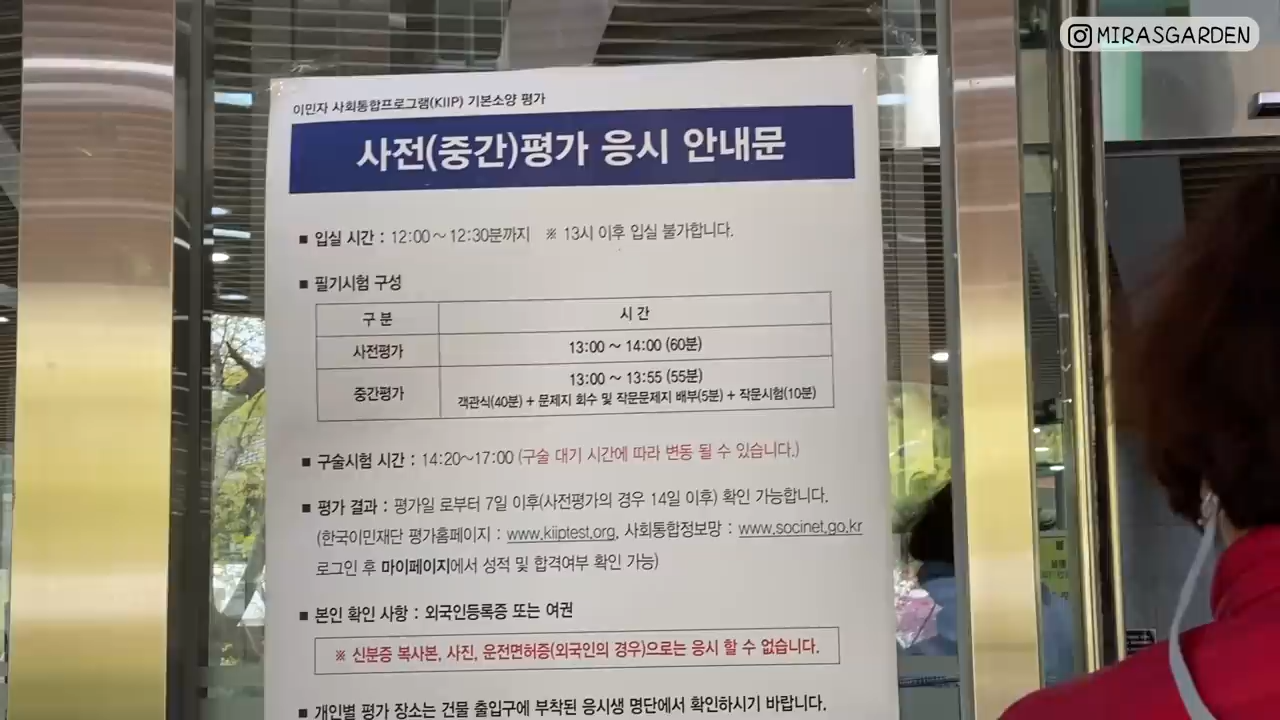 MIRASGARDEN
이민자 사회통합프로그램(KIIP) 기본소양 평가
사전(중간)평가 응시 안내문
■ 입실 시간 : 12:00 ~ 12:30분까지 ※ 13시 이후 입실 불가합니다.
■ 필기시험 구성
구 분 시 간
사전평가 13:00 ~ 14:00 (60분)
중간평가 13:00 ~ 13:55 (55분)
객관식(40분) + 문제지 회수 및 작문문제지 배부(5분) + 작문시험(10분)
■ 구술시험 시간 : 14:20~17:00 (구술 대기 시간에 따라 변동 될 수 있습니다.)
■ 평가 결과 : 평가일 로부터 7일 이후(사전평가의 경우 14일 이후) 확인 가능합니다.
(한국이민재단 평가홈페이지 : www.kiiptest.org, 사회통합정보망 : www.socinet.go.kr
로그인 후 마이페이지에서 성적 및 합격여부 확인 가능)
■ 본인 확인 사항 : 외국인등록증 또는 여권
※ 신분증 복사본, 사진, 운전면허증(외국인의 경우)으로는 응시 할 수 없습니다.
■ 개인별 평가 장소는 건물 출입구에 부착된 응시생 명단에서 확인하시기 바랍니다.